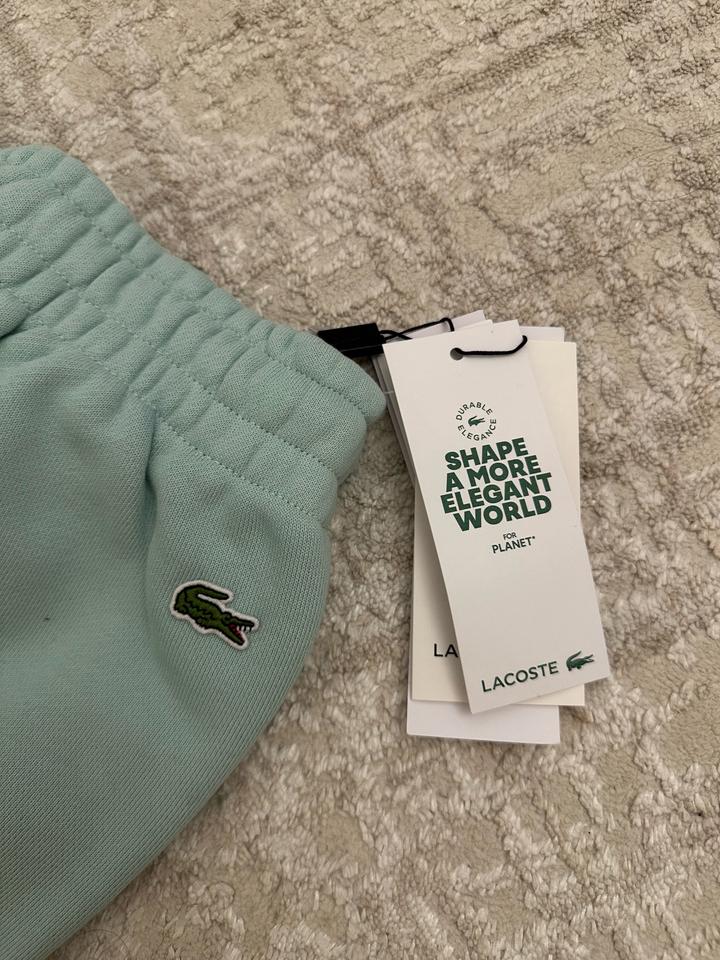 DURABLE
ELEGANCE
SHAPE
A MORE
ELEGANT
WORLD
FOR
PLANET*
LA
LACOSTE